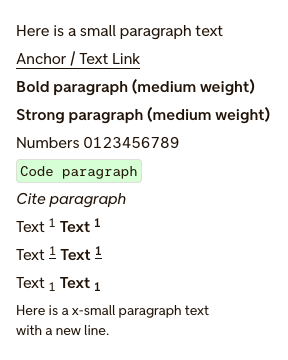 Here is a small paragraph text
Anchor / Text Link
Bold paragraph (medium weight)
Strong paragraph (medium weight)
Numbers 0123456789
Code paragraph
Cite paragraph
Text ¹ Text ¹
Text ¹ Text ¹
Text ₁ Text ₁
Here is a x-small paragraph text
with a new line.